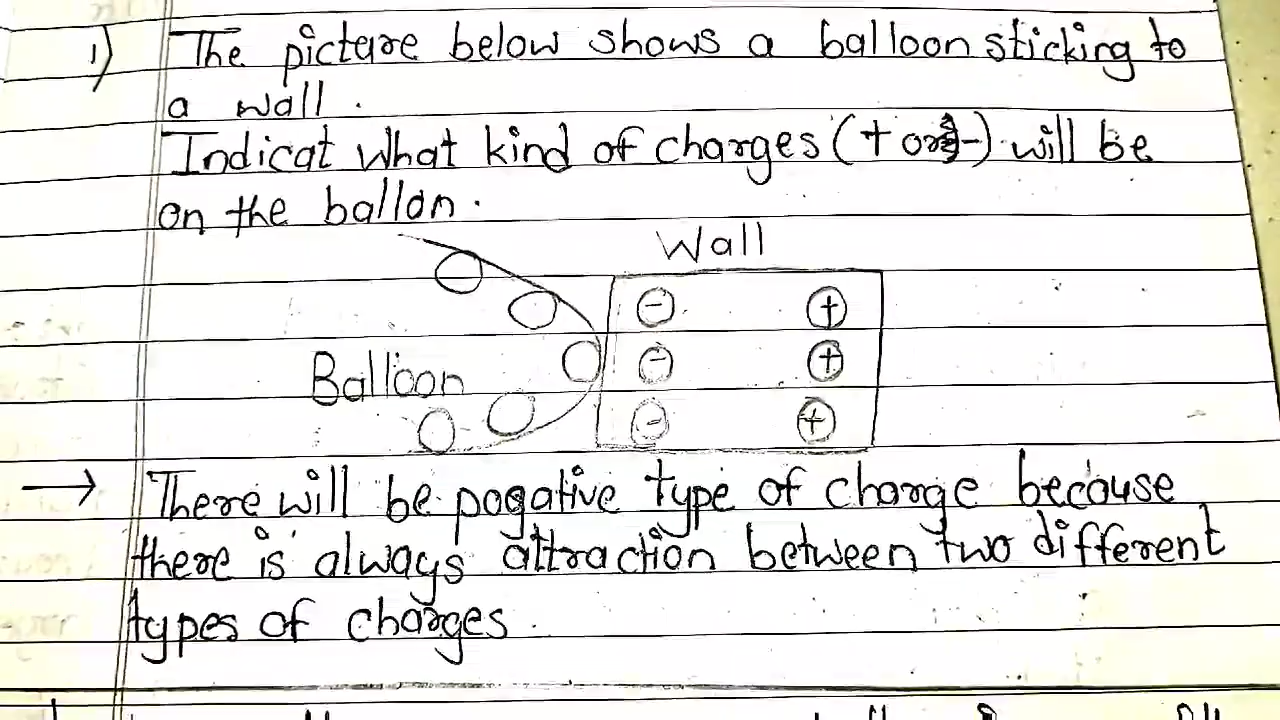 1) The picture below shows a balloon sticking to
a wall.
Indicat what kind of charges (+ or -) will be
on the ballon.
Wall
- +
Balloon - +
- +
→ There will be pogative type of charge because
there is always attraction between two different
types of charges.